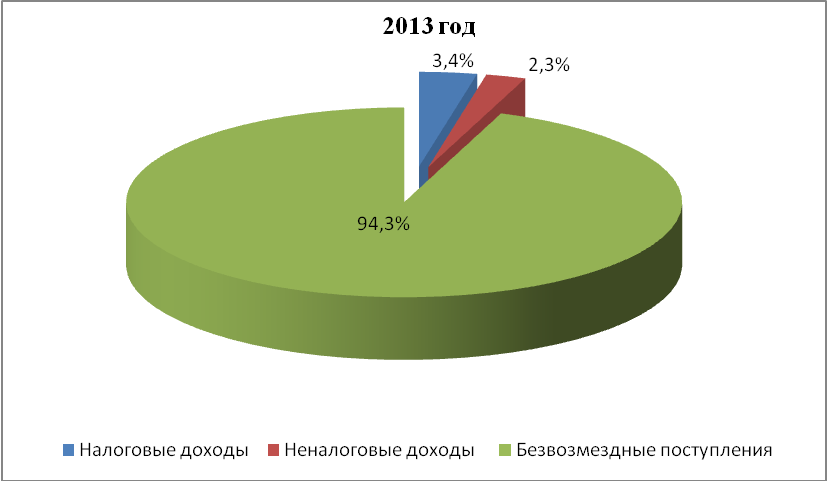 2013 год
3,4%
2,3%
94,3%
Налоговые доходы Неналоговые доходы Безвозмездные поступления